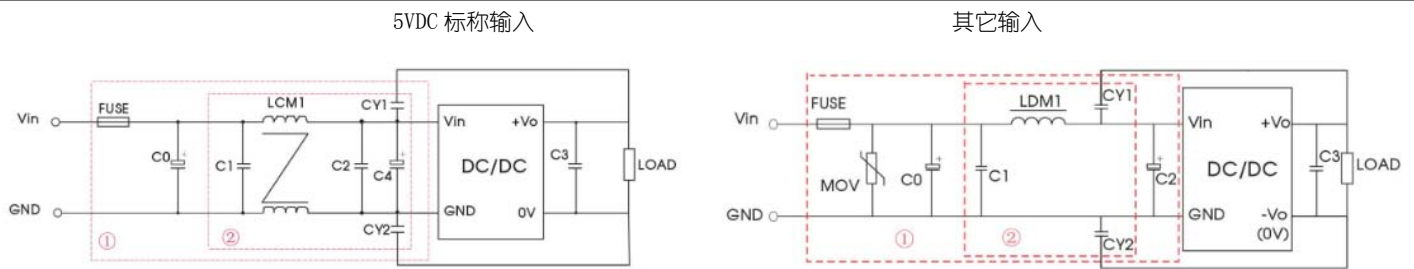 5VDC 标称输入
其它输入
FUSE
LCM1
CY1
Vin
Vin
+Vo
C0
+
C1
C2
C4
+
DC/DC
C3
LOAD
GND
GND
0V
CY2
①
②
FUSE
LDM1
CY1
Vin
Vin
+Vo
MOV
C0
+
C1
C2
+
DC/DC
C3
LOAD
GND
GND
-Vo
(0V)
CY2
①
②